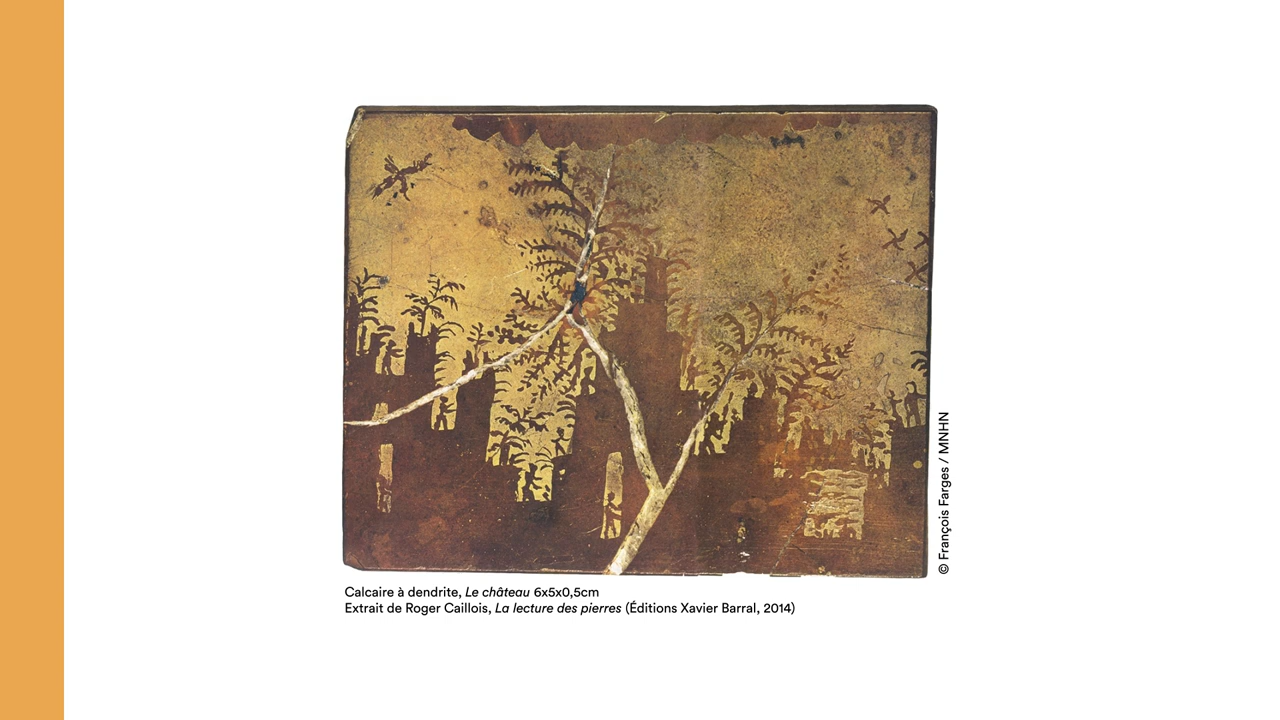 Calcaire à dendrite, Le château 6x5x0,5cm
Extrait de Roger Caillois, La lecture des pierres (Éditions Xavier Barral, 2014)
© François Farges / MNHN